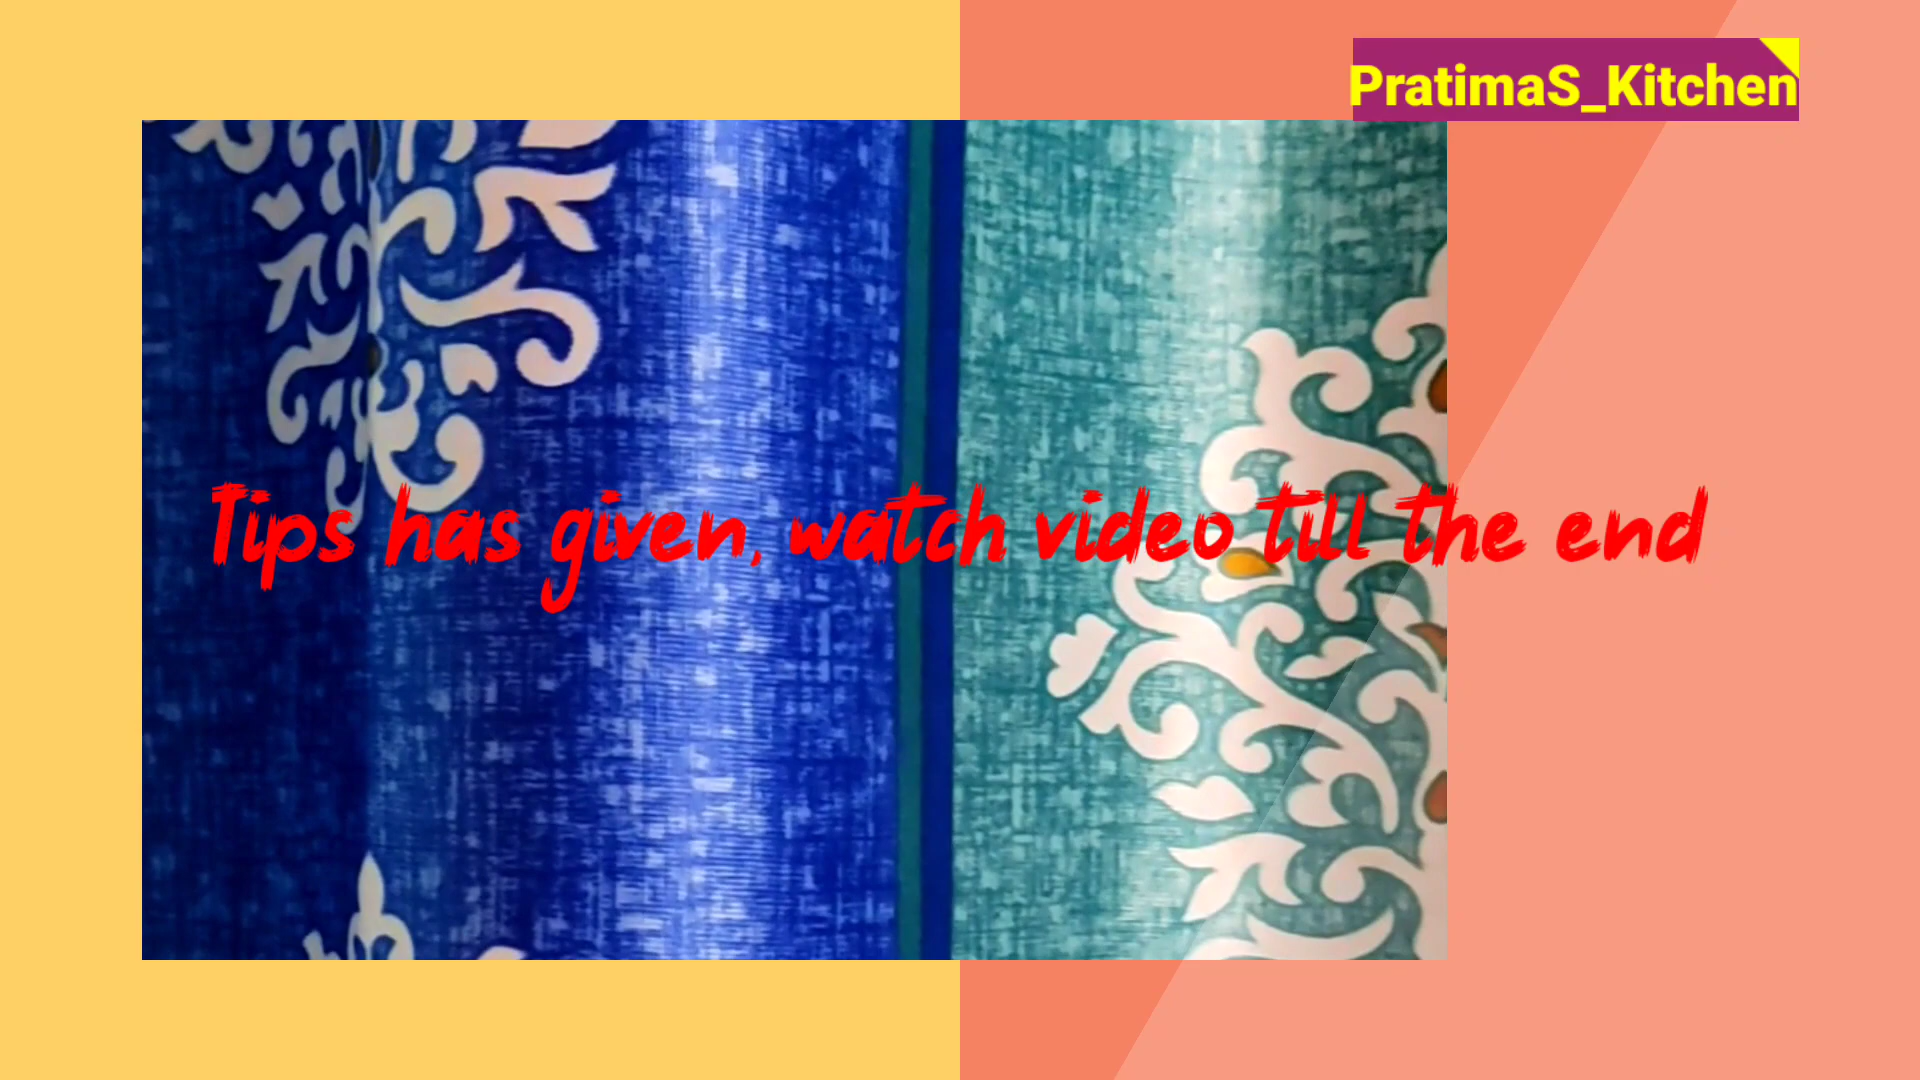 PratimaS_Kitchen
Tips has given, watch video till the end